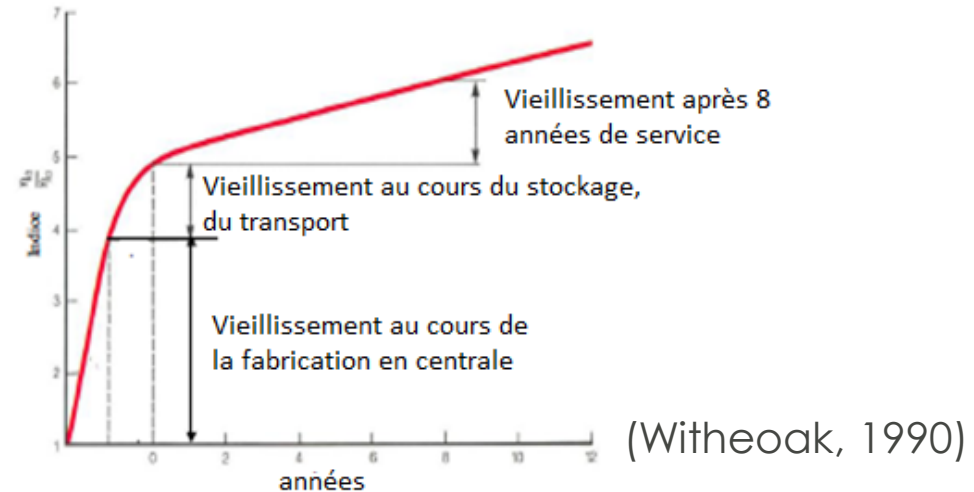 7
6
Vieillissement après 8
années de service
5
Vieillissement au cours du stockage,
du transport
Indice
4
3
Vieillissement au cours de
la fabrication en centrale
2
1
0 2 4 6 8 10 12
années
(Witheoak, 1990)